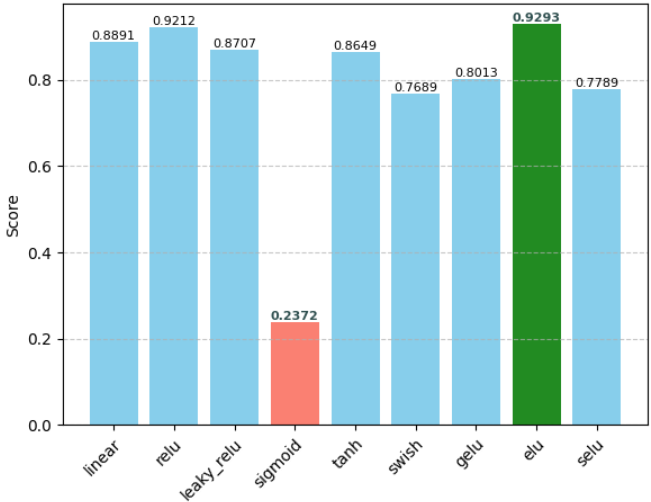 0.8891
0.9212
0.8707
0.2372
0.8649
0.7689
0.8013
0.9293
0.7789
Score
0.8
0.6
0.4
0.2
0.0
linear
relu
leaky_relu
sigmoid
tanh
swish
gelu
elu
selu